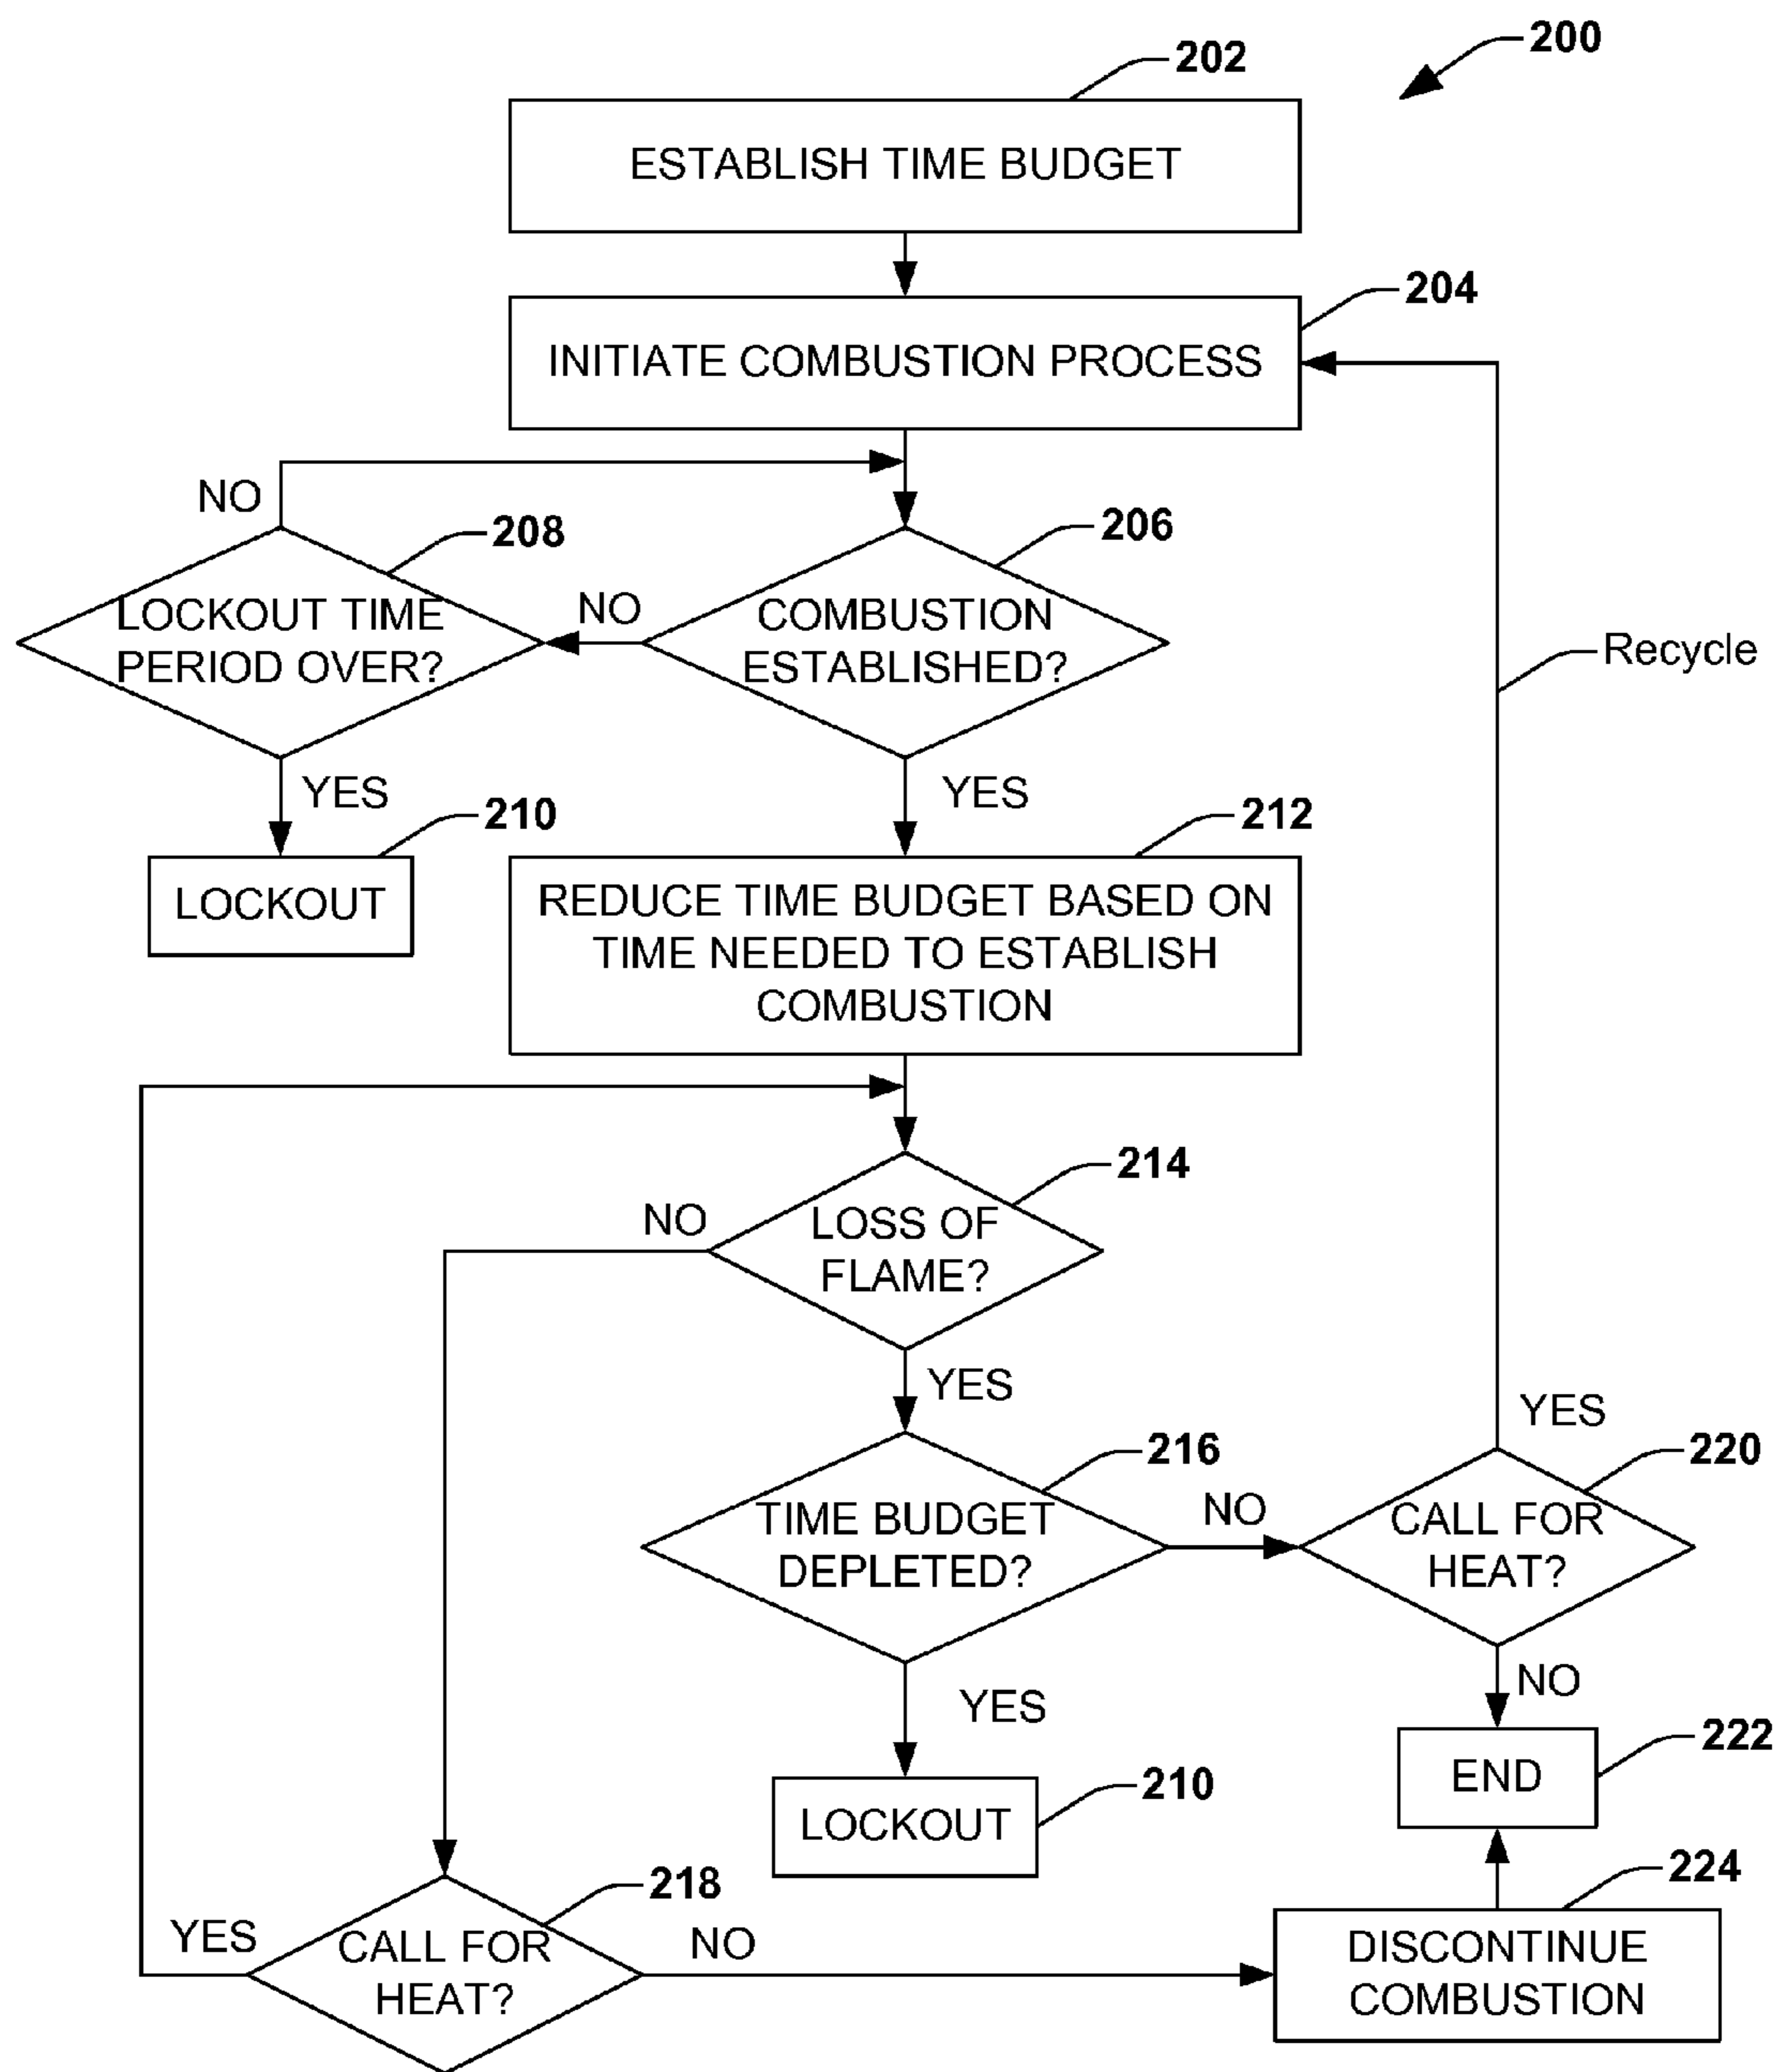 200
202
ESTABLISH TIME BUDGET
204
INITIATE COMBUSTION PROCESS
NO
208
206
LOCKOUT TIME
PERIOD OVER?
NO
COMBUSTION
ESTABLISHED?
Recycle
YES
YES
210
LOCKOUT
212
REDUCE TIME BUDGET BASED ON
TIME NEEDED TO ESTABLISH
COMBUSTION
214
NO
LOSS OF
FLAME?
YES
216
TIME BUDGET
DEPLETED?
NO
YES
220
CALL FOR
HEAT?
YES
NO
210
LOCKOUT
222
END
218
YES
CALL FOR
HEAT?
NO
224
DISCONTINUE
COMBUSTION